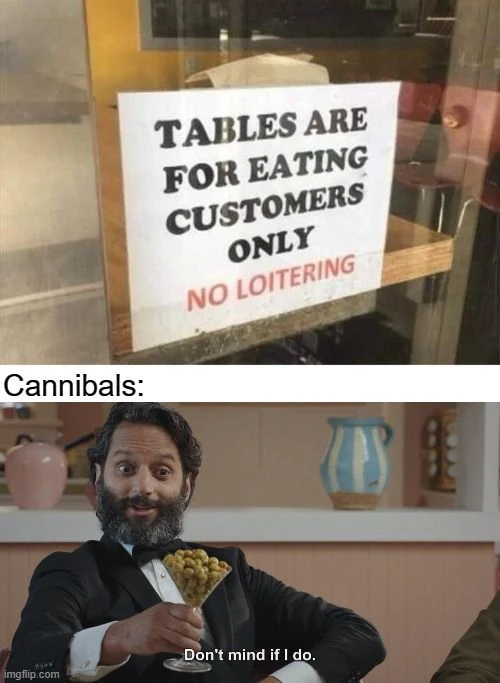 TABLES ARE
FOR EATING
CUSTOMERS
ONLY
NO LOITERING
Cannibals:
Don't mind if I do.
imgflip.com